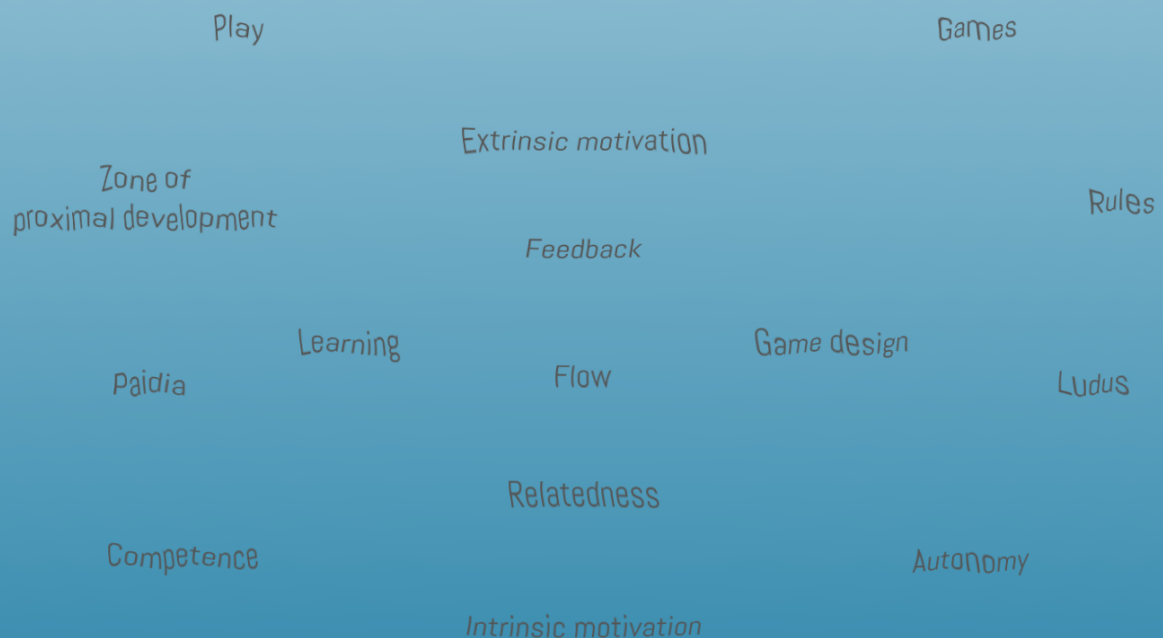 Play
Games
Extrinsic motivation
Zone of
proximal development
Rules
Feedback
Learning
Game design
Flow
Paidia
Ludus
Relatedness
Competence
Autonomy
Intrinsic motivation